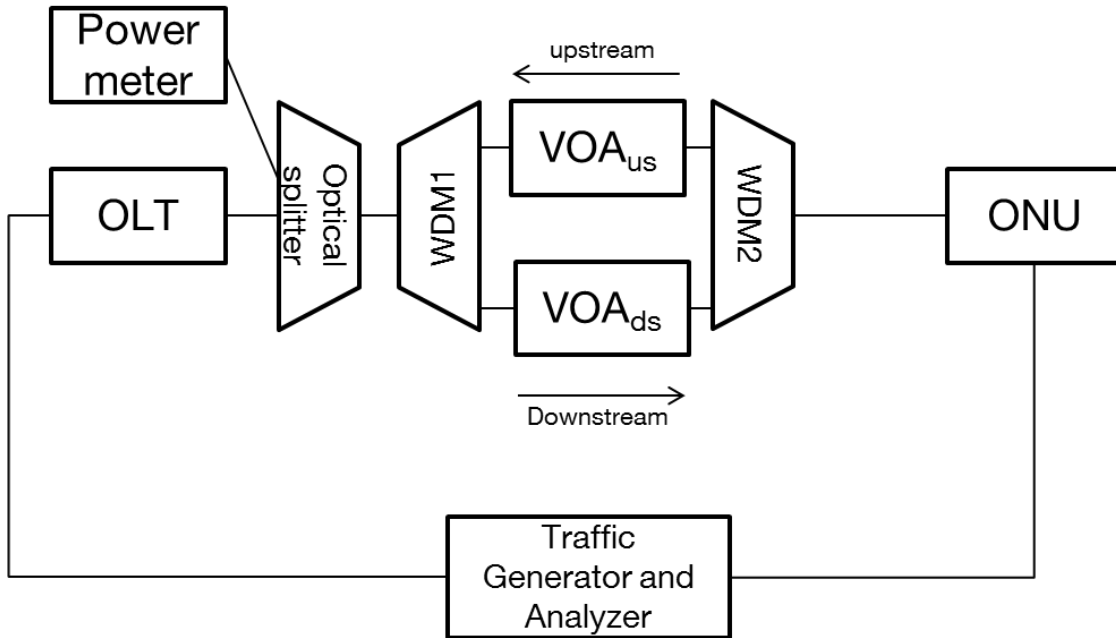 Power
meter
upstream
VOAus
OLT
Optical
splitter
WDM1
WDM2
ONU
VOAds
Downstream
Traffic
Generator and
Analyzer